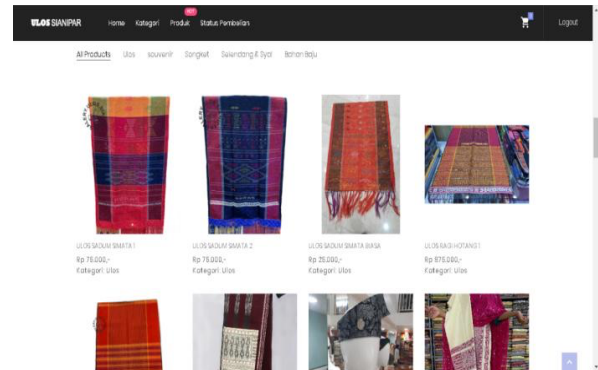 HOT
ULOS SIANIPAR Home Kategori Produk Status Pembelian Logout
All Products Ulos souvenir Songket Selendang & Syal Bahan Baju
ULOS SADUM SIMATA 1
Rp 75.000,-
Kategori: Ulos
ULOS SADUM SIMATA 2
Rp 75.000,-
Kategori: Ulos
ULOS SADUM SIMATA BIASA
Rp 25.000,-
Kategori: Ulos
ULOS RAGI HOTANG 1
Rp 575.000,-
Kategori: Ulos